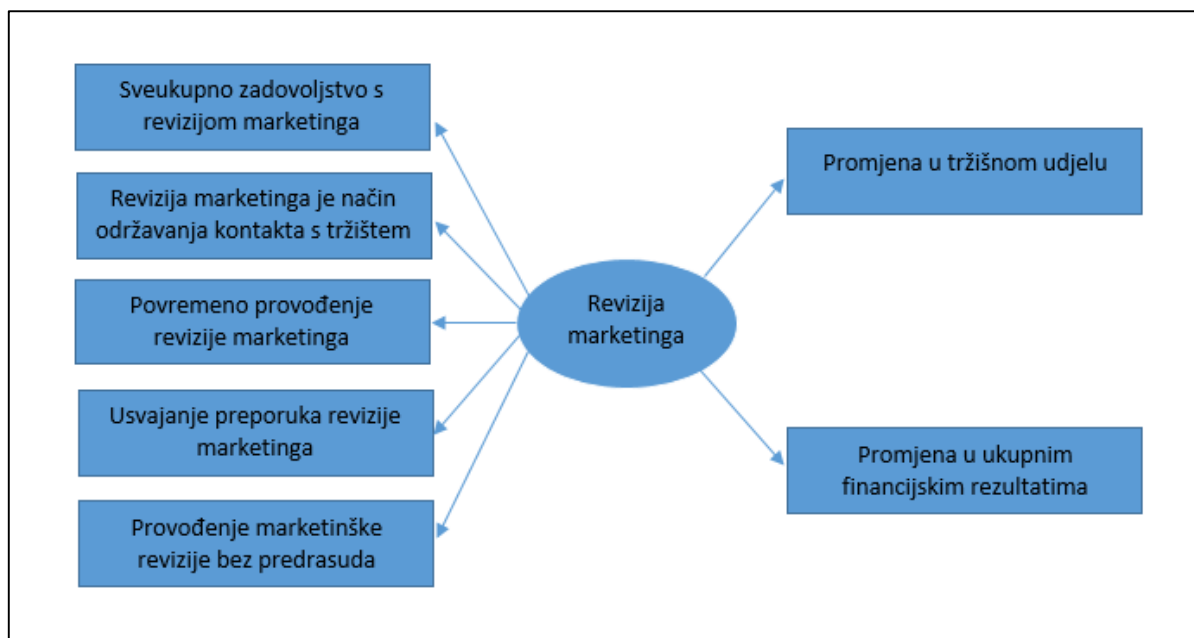 Sveukupno zadovoljstvo s
revizijom marketinga
Revizija marketinga je način
održavanja kontakta s tržištem
Povremeno provođenje
revizije marketinga
Usvajanje preporuka revizije
marketinga
Provođenje marketinške
revizije bez predrasuda
Revizija
marketinga
Promjena u tržišnom udjelu
Promjena u ukupnim
financijskim rezultatima